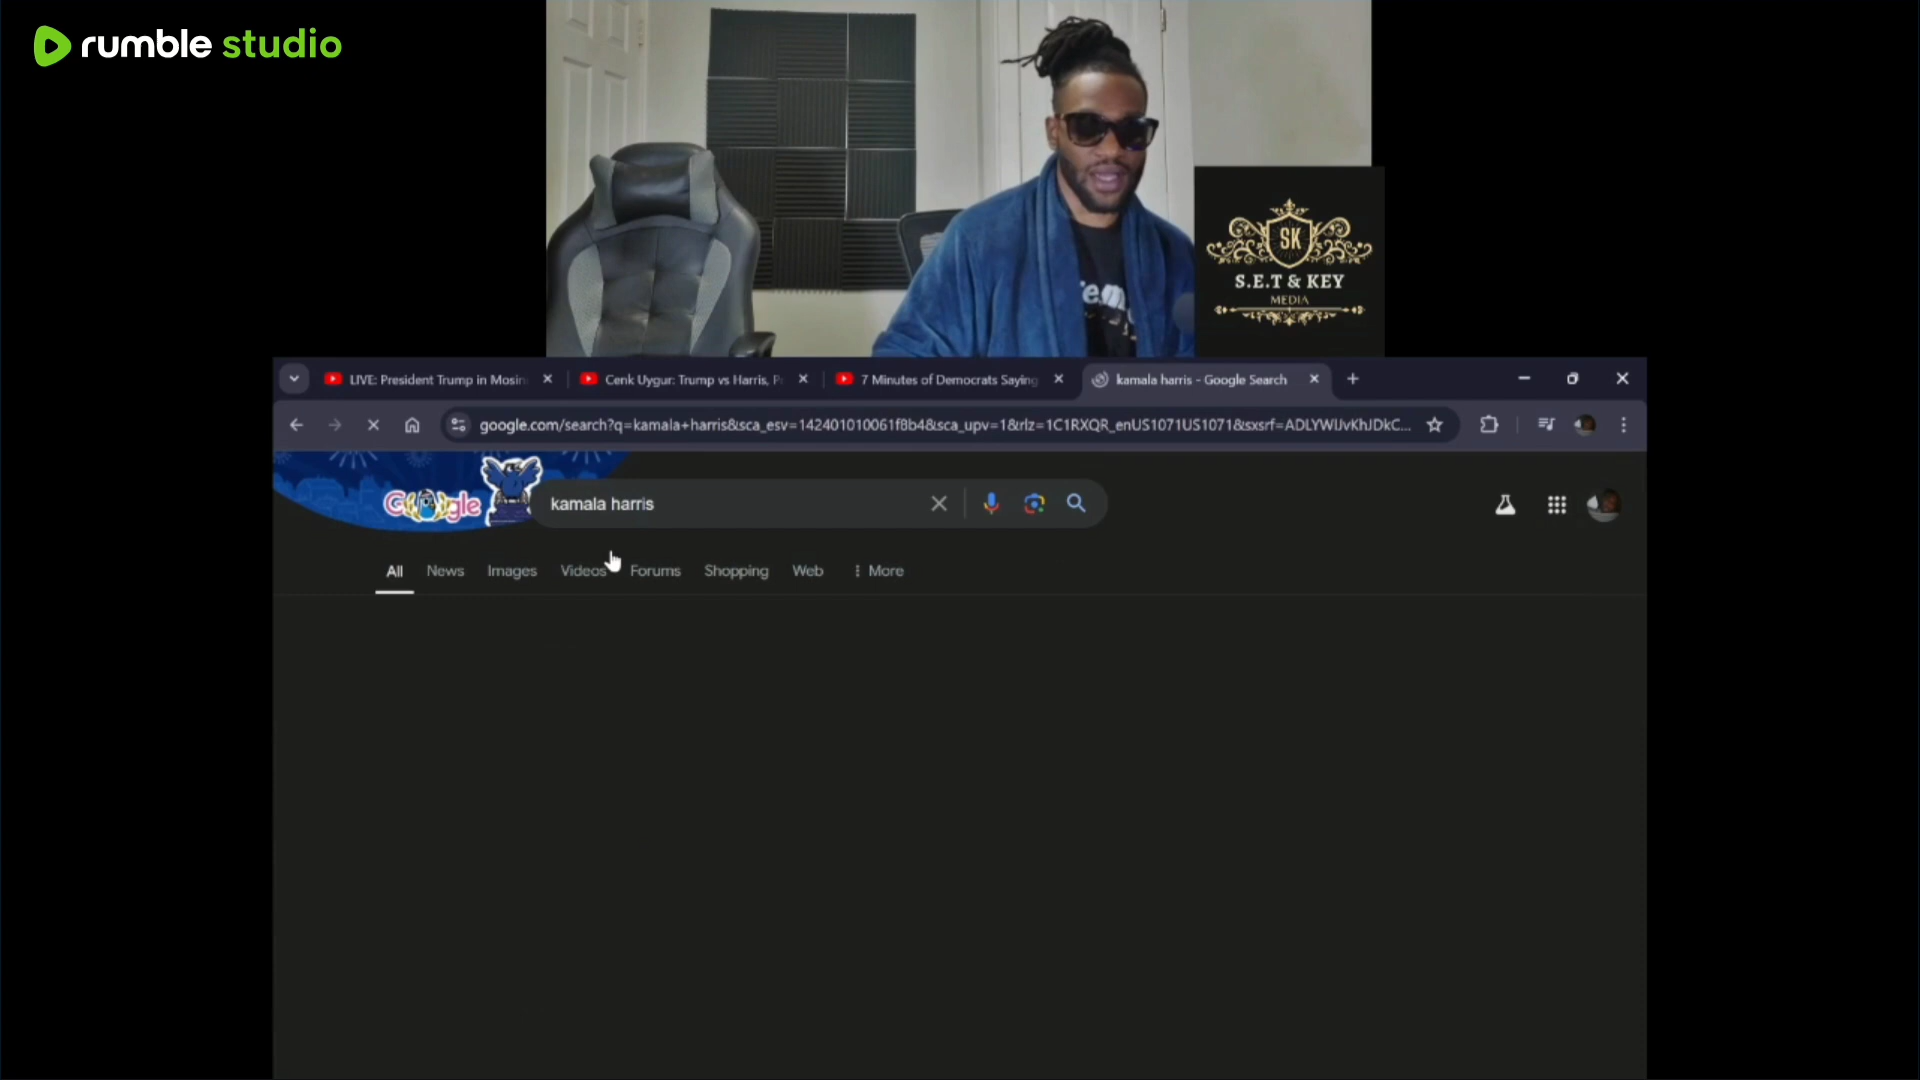 rumble studio
SK
S.E.T & KEY
MEDIA
LIVE: President Trump in Mosin
Cenk Uygur: Trump vs Harris, P
7 Minutes of Democrats Saying
kamala harris - Google Search
google.com/search?q=kamala+harris&sca_esv=142401010061f8b4&sca_upv=1&rlz=1C1RXQR_enUS1071US1071&sxsrf=ADLYWIJvKhJDkC...
Google
kamala harris
All News Images Videos Forums Shopping Web More